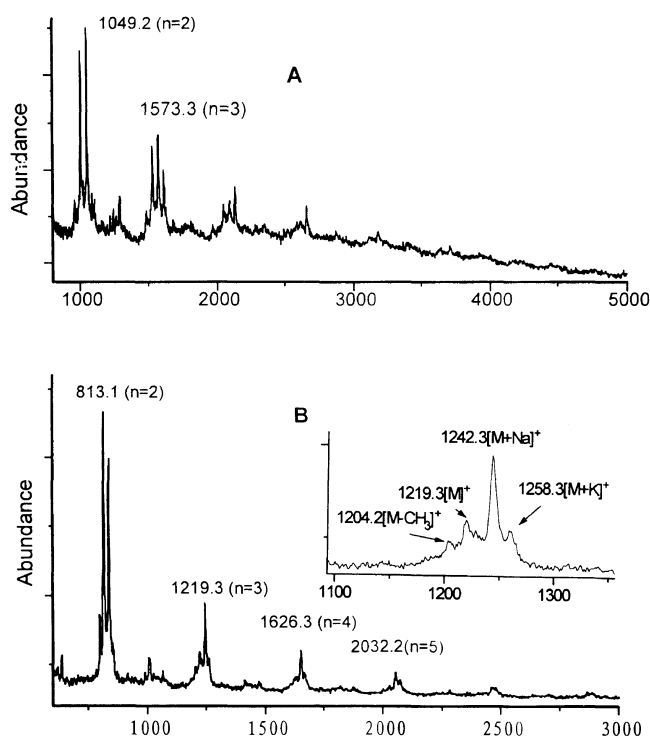 1049.2 (n=2)
A
1573.3 (n=3)
Abundance
1000 2000 3000 4000 5000
813.1 (n=2)
B
1242.3[M+Na]⁺
1219.3[M]⁺
1258.3[M+K]⁺
1204.2[M-CH₃]⁺
1100 1200 1300
1219.3 (n=3)
1626.3 (n=4)
2032.2(n=5)
Abundance
1000 1500 2000 2500 3000